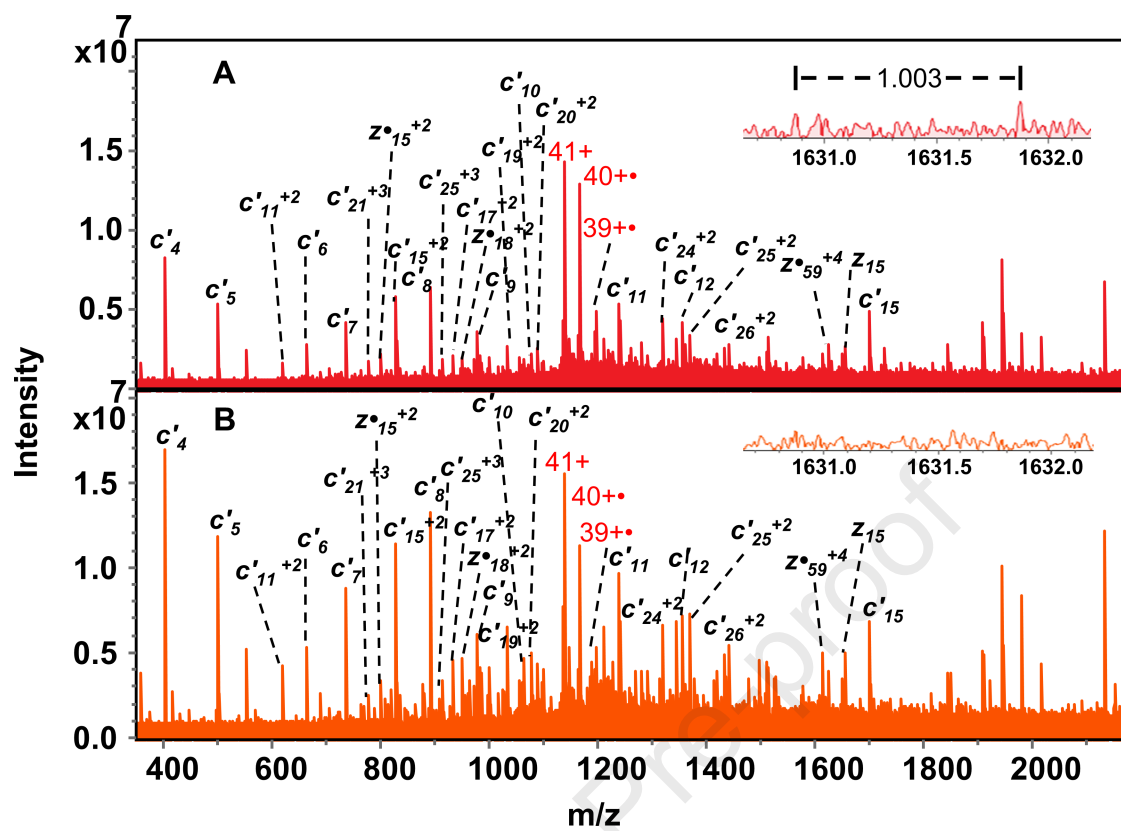 7
x10
A
1.5
1.0
0.5
c'4
c'5
c'11+2
c'6
c'7
c'21+3
z•15+2
c'15+2
c'8
c'25+3
c'17+2
z•18+2
c'9
c'19+2
c'10
c'20+2
41+
40+•
39+•
c'11
c'24+2
c'12
c'25+2
c'26+2
z•59+4
z15
c'15
1.003
1631.0 1631.5 1632.0
7
x10
B
1.5
1.0
0.5
0.0
c'4
c'5
c'11+2
c'6
c'7
c'21+3
z•15+2
c'15+2
c'8
c'25+3
c'17+2
z•18+2
c'9
c'19+2
c'10
c'20+2
41+
40+•
39+•
c'11
c'24+2
c'12
c'25+2
c'26+2
z•59+4
z15
c'15
1631.0 1631.5 1632.0
Intensity
400 600 800 1000 1200 1400 1600 1800 2000
m/z
Pre-proof